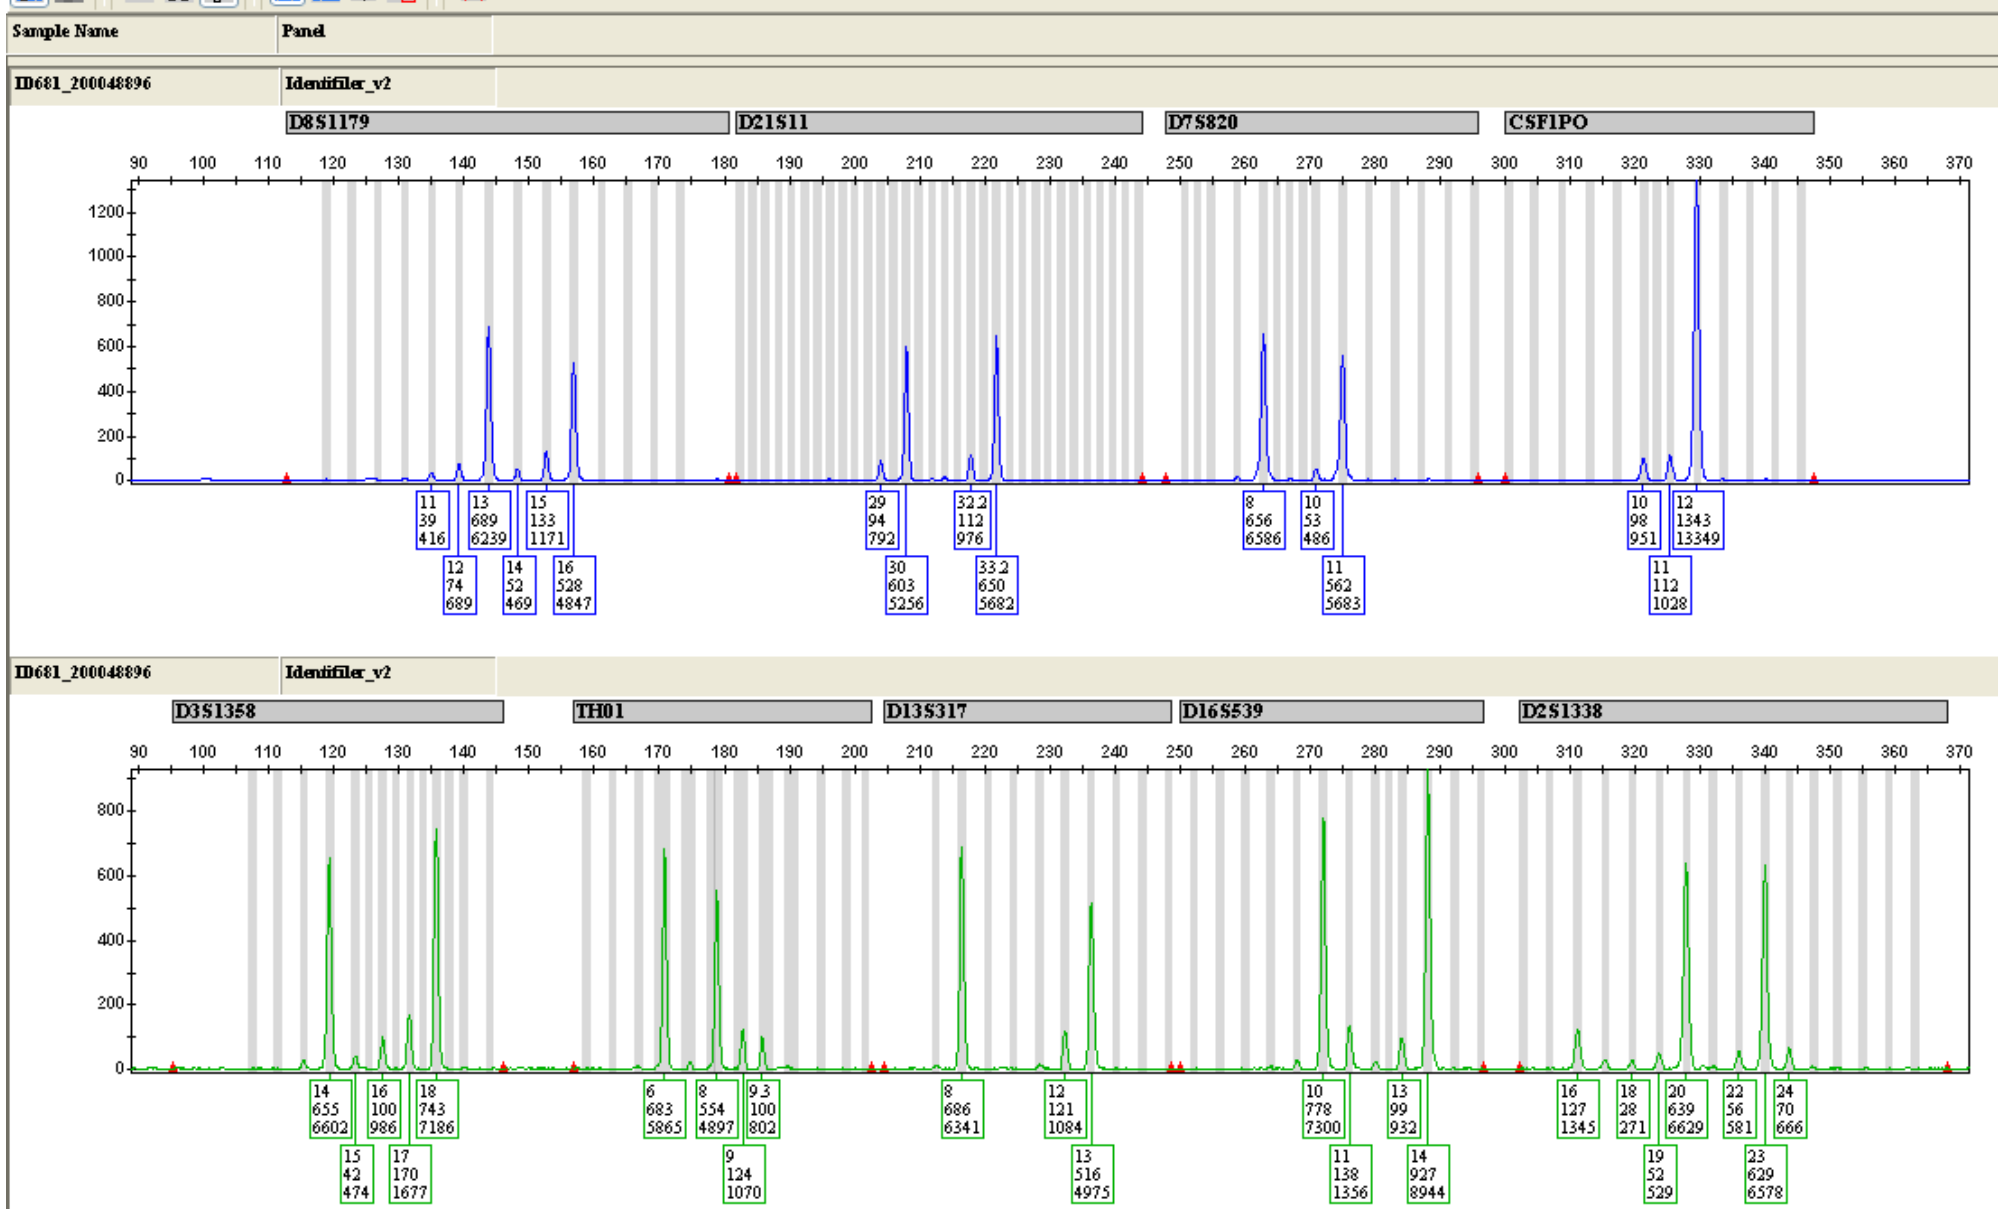 Sample Name Panel
ID681_200048896 Identifiler_v2
D8S1179 D21S11 D7S820 CSF1PO
90 100 110 120 130 140 150 160 170 180 190 200 210 220 230 240 250 260 270 280 290 300 310 320 330 340 350 360 370
1200
1000
800
600
400
200
0
11 13 15 29 32.2 8 10 10 12
39 689 133 94 112 656 53 98 1343
416 6239 1171 792 976 6586 486 951 13349
12 14 16 30 33.2 11 11
74 52 528 603 650 562 112
689 469 4847 5256 5682 5683 1028
ID681_200048896 Identifiler_v2
D3S1358 TH01 D13S317 D16S539 D2S1338
90 100 110 120 130 140 150 160 170 180 190 200 210 220 230 240 250 260 270 280 290 300 310 320 330 340 350 360 370
800
600
400
200
0
14 16 18 6 8 9.3 8 12 10 13 16 18 20 22 24
655 100 743 683 554 100 686 121 778 99 127 28 639 56 70
6602 986 7186 5865 4897 802 6341 1084 7300 932 1345 271 6629 581 666
15 17 9 13 11 14 19 23
42 170 124 516 138 927 52 629
474 1677 1070 4975 1356 8944 529 6578